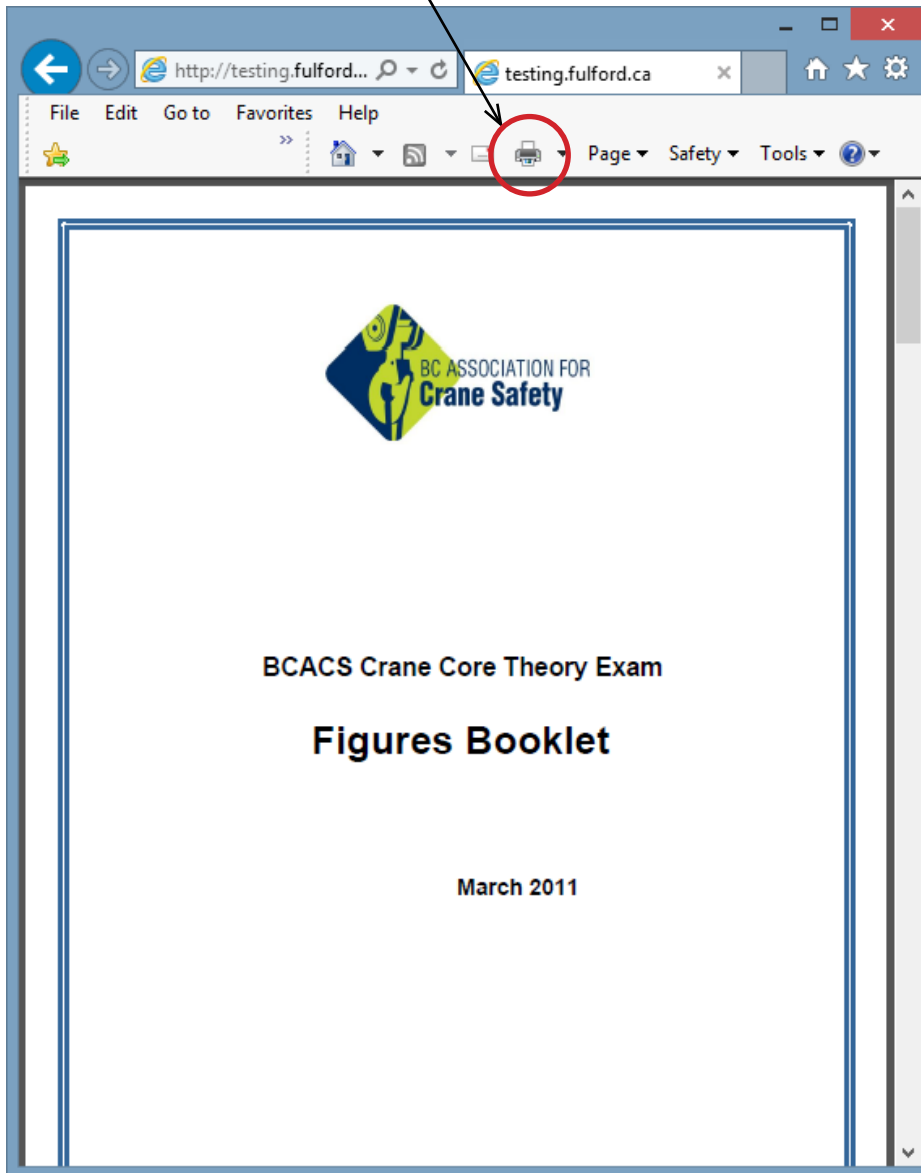 http://testing.fulford... testing.fulford.ca
File Edit Go to Favorites Help
Page Safety Tools
BC ASSOCIATION FOR
Crane Safety
BCACS Crane Core Theory Exam
Figures Booklet
March 2011